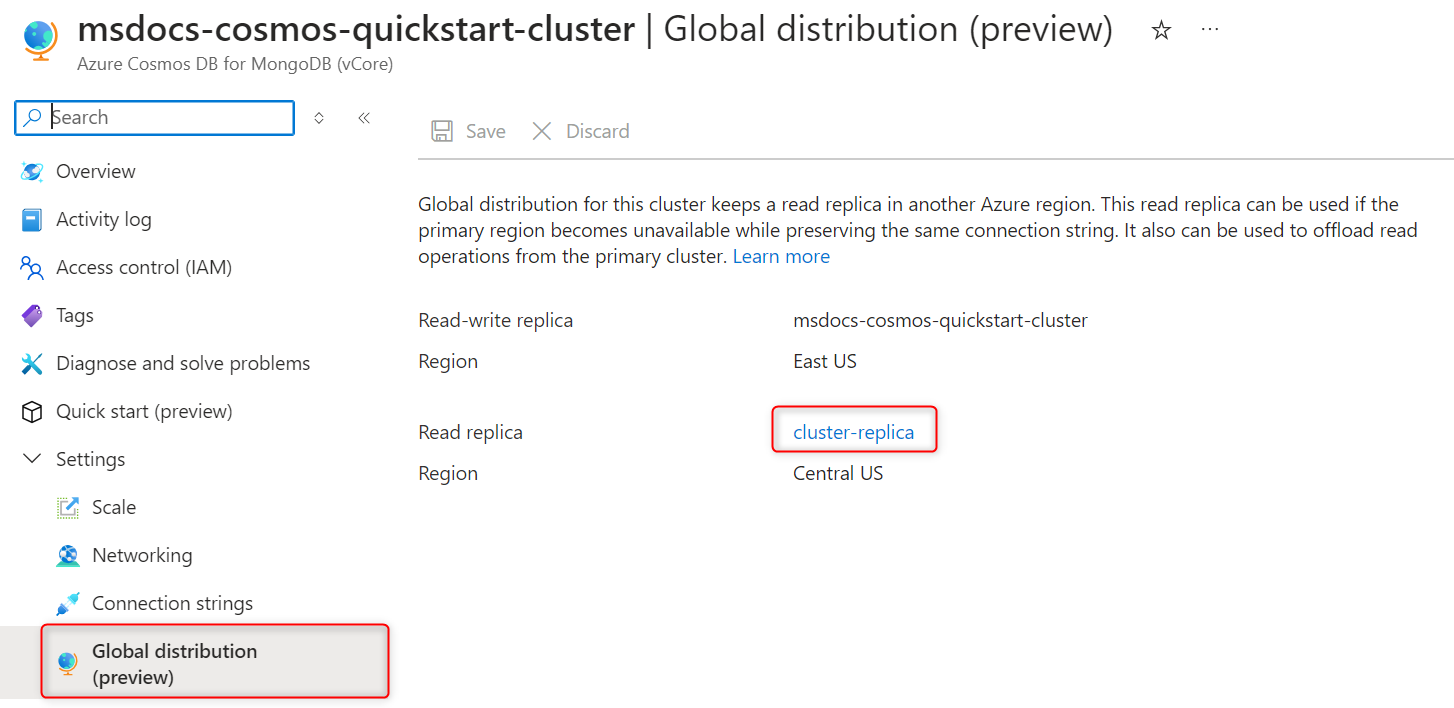 msdocs-cosmos-quickstart-cluster | Global distribution (preview)
Azure Cosmos DB for MongoDB (vCore)
Search
Overview
Activity log
Access control (IAM)
Tags
Diagnose and solve problems
Quick start (preview)
Settings
Scale
Networking
Connection strings
Global distribution
(preview)
Save Discard
Global distribution for this cluster keeps a read replica in another Azure region. This read replica can be used if the
primary region becomes unavailable while preserving the same connection string. It also can be used to offload read
operations from the primary cluster. Learn more
Read-write replica msdocs-cosmos-quickstart-cluster
Region East US
Read replica cluster-replica
Region Central US